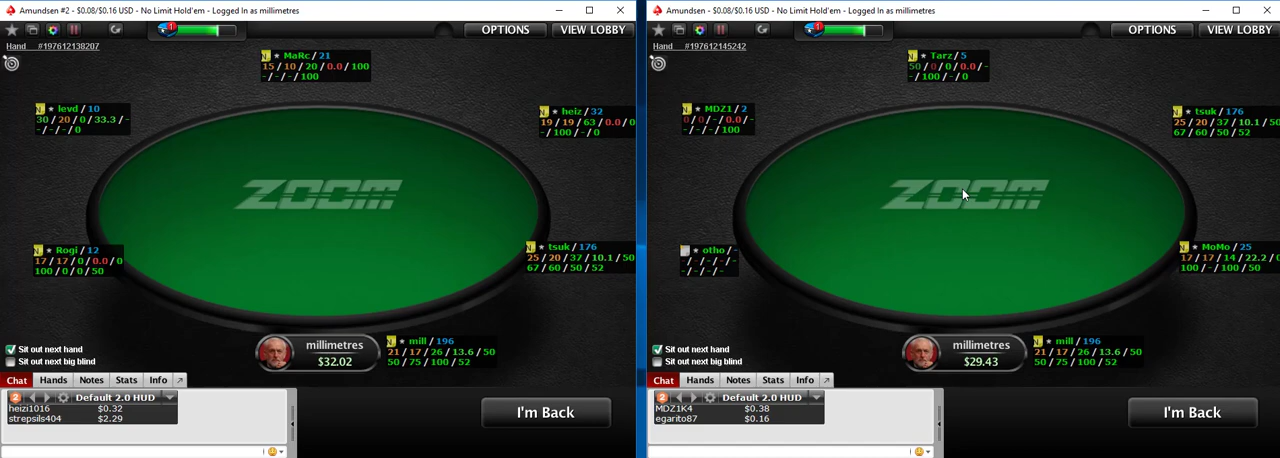 Amundsen #2 - $0.08/$0.16 USD - No Limit Hold'em - Logged In as millimetres
OPTIONS
VIEW LOBBY
Hand #197612138207
MaRc / 21
15 / 10 / 20 / 0.0 / 100
- / - / - / 100
levd / 10
30 / 20 / 0 / 33.3 / -
- / - / - / 0
heiz / 32
19 / 19 / 63 / 0.0 / 0
- / 100 / - / 0
ZOOM
Rogi / 12
17 / 17 / 0 / 0.0 / 0
100 / 0 / 0 / 50
tsuk / 176
25 / 20 / 37 / 10.1 / 50
67 / 60 / 50 / 52
millimetres
$32.02
mill / 196
21 / 17 / 26 / 13.6 / 50
50 / 75 / 100 / 52
Sit out next hand
Sit out next big blind
Chat Hands Notes Stats Info
2 Default 2.0 HUD
heizi1016 $0.32
strepsils404 $2.29
I'm Back
Amundsen - $0.08/$0.16 USD - No Limit Hold'em - Logged In as millimetres
OPTIONS
VIEW LOBBY
Hand #197612145242
Tarz / 5
50 / 0 / 0 / 0.0 / -
- / 100 / - / 0
MDZ1 / 2
0 / 0 / - / 0.0 / -
- / - / - / 100
tsuk / 176
25 / 20 / 37 / 10.1 / 50
67 / 60 / 50 / 52
ZOOM
otho / -
- / - / - / - / -
- / - / - / -
MoMo / 25
17 / 17 / 14 / 22.2 / 0
100 / - / 100 / 50
millimetres
$29.43
mill / 196
21 / 17 / 26 / 13.6 / 50
50 / 75 / 100 / 52
Sit out next hand
Sit out next big blind
Chat Hands Notes Stats Info
2 Default 2.0 HUD
MDZ1K4 $0.38
egarito87 $0.16
I'm Back